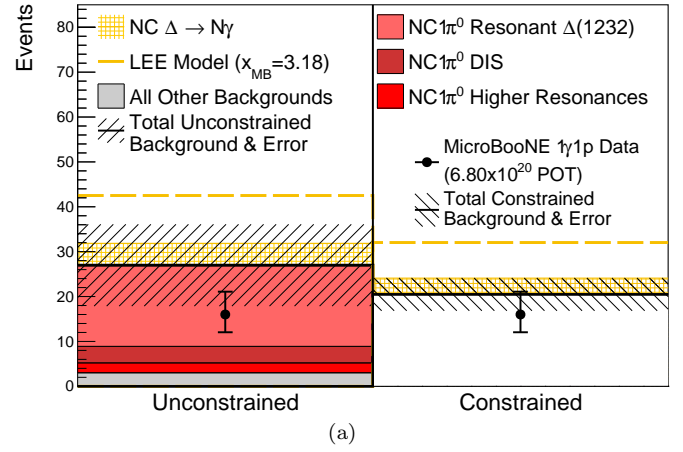 Events
80
70
60
50
40
30
20
10
0
NC Δ → Nγ
LEE Model (x_MB=3.18)
All Other Backgrounds
Total Unconstrained
Background & Error
NC1π⁰ Resonant Δ(1232)
NC1π⁰ DIS
NC1π⁰ Higher Resonances
MicroBooNE 1γ1p Data
(6.80x10²⁰ POT)
Total Constrained
Background & Error
Unconstrained
Constrained
(a)